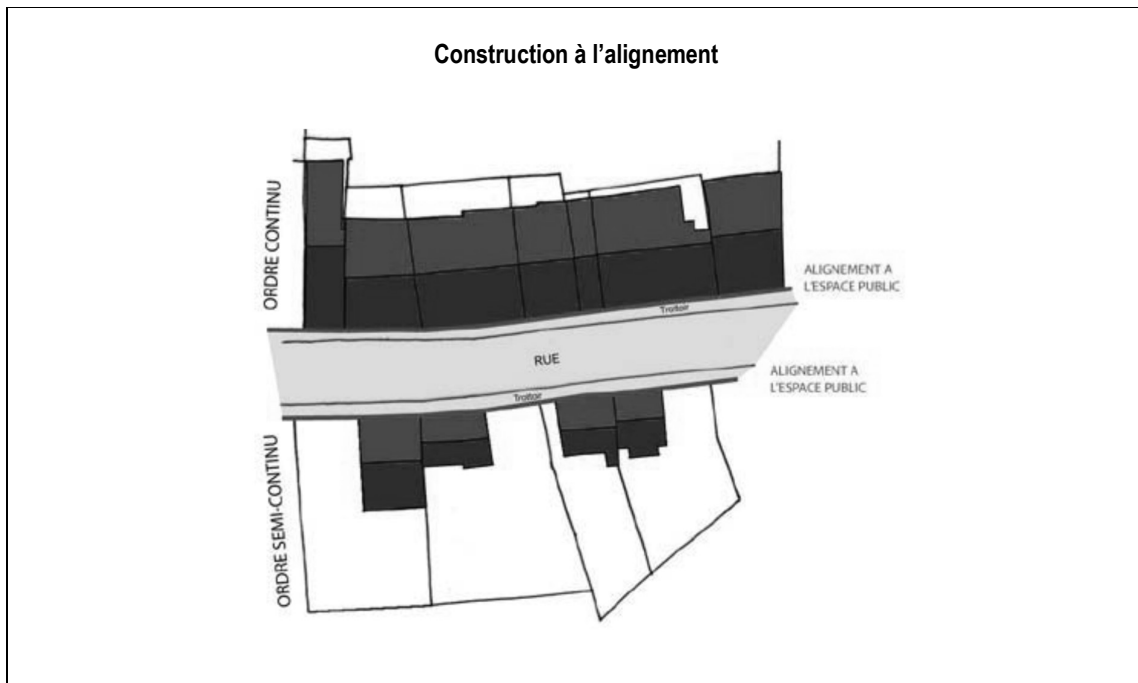 Construction à l'alignement
ORDRE CONTINU
ALIGNEMENT A
L'ESPACE PUBLIC
Trottoir
RUE
ALIGNEMENT A
L'ESPACE PUBLIC
Trottoir
ORDRE SEMI-CONTINU